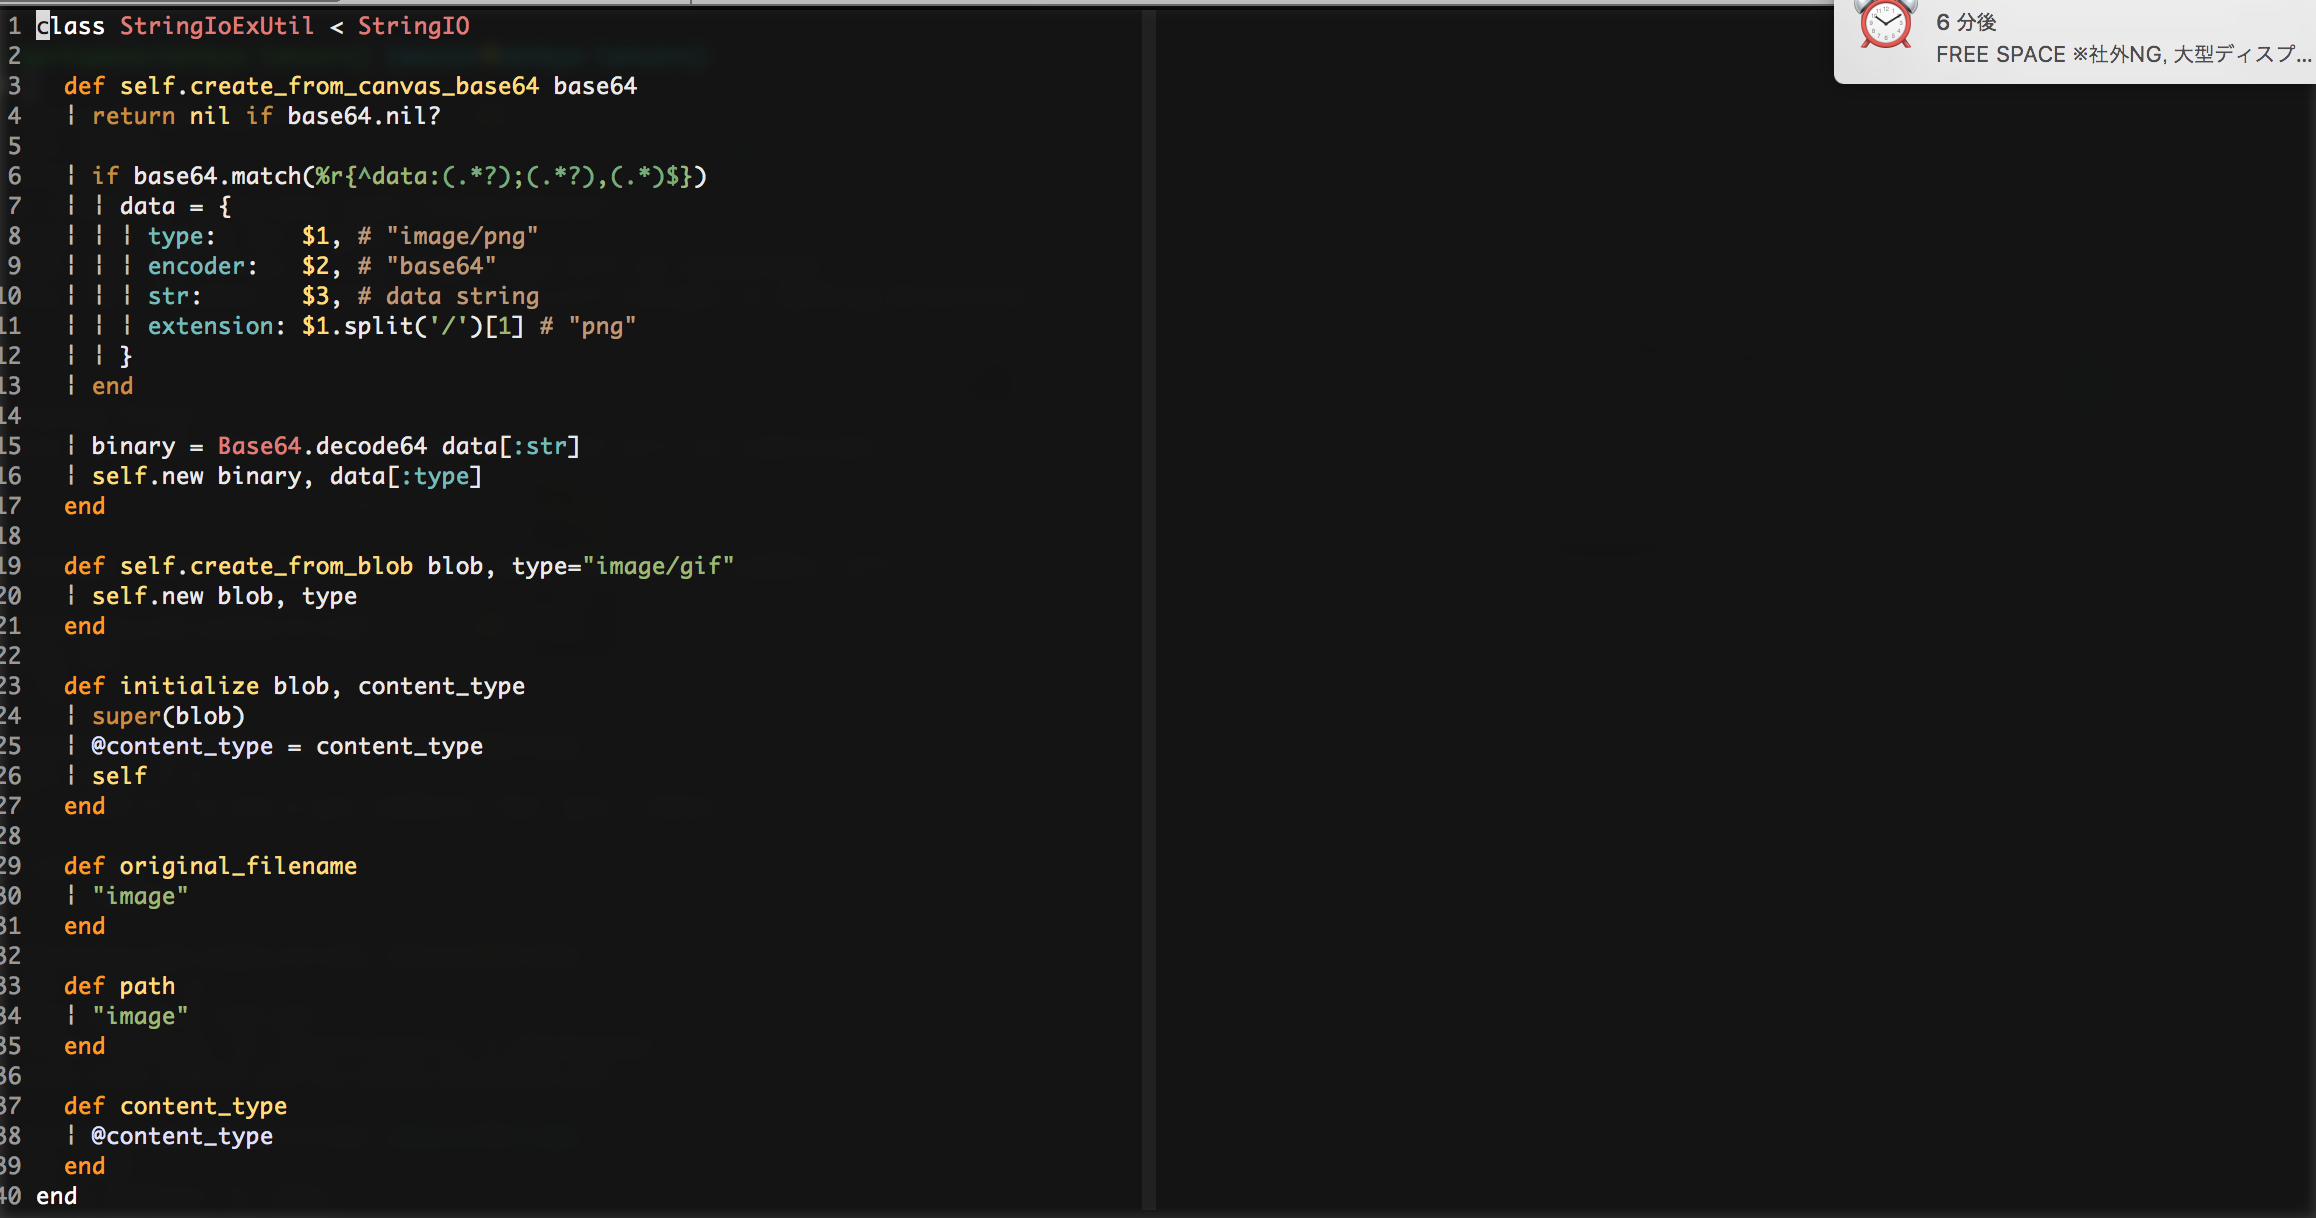 1 class StringIoExUtil < StringIO
2
3   def self.create_from_canvas_base64 base64
4   ¦ return nil if base64.nil?
5
6   ¦ if base64.match(%r{^data:(.*?);(.*?),(.*)$})
7   ¦ ¦ data = {
8   ¦ ¦ ¦ type:      $1, # "image/png"
9   ¦ ¦ ¦ encoder:   $2, # "base64"
10   ¦ ¦ ¦ str:       $3, # data string
11   ¦ ¦ ¦ extension: $1.split('/')[1] # "png"
12   ¦ ¦ }
13   ¦ end
14
15   ¦ binary = Base64.decode64 data[:str]
16   ¦ self.new binary, data[:type]
17   end
18
19   def self.create_from_blob blob, type="image/gif"
20   ¦ self.new blob, type
21   end
22
23   def initialize blob, content_type
24   ¦ super(blob)
25   ¦ @content_type = content_type
26   ¦ self
27   end
28
29   def original_filename
30   ¦ "image"
31   end
32
33   def path
34   ¦ "image"
35   end
36
37   def content_type
38   ¦ @content_type
39   end
40 end
6 分後
FREE SPACE ※社外NG, 大型ディスプ...